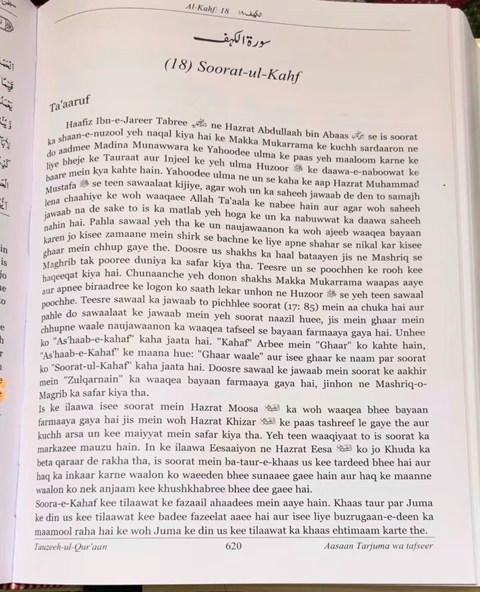 Al-Kahf 18
سورة الكهف
(18) Soorat-ul-Kahf
Ta'aaruf
Haafiz Ibn-e-Jareer Tabree ne Hazrat Abdullaah bin Abaas se is soorat
ka shaan-e-nuzool yeh naqal kiya hai ke Makka Mukarrama ke kuchh sardaaron ne
do aadmee Madina Munawwara ke Yahoodee ulma ke paas yeh maaloom karne ke
liye bheje ke Tauraat aur Injeel ke yeh ulma Huzoor ﷺ ke daawa-e-naboowat ke
baare mein kya kahte hain. Yahoodee ulma ne un se kaha ke aap Hazrat Muhammad
Mustafa ﷺ se teen sawaalaat kijiye, agar woh un ka saheeh jawaab de den to samajh
lena chaahiye ke woh waaqaee Allah Ta'aala ke nabee hain aur agar woh saheeh
jawaab na de sake to is ka matlab yeh hoga ke un ka nabuwwat ka daawa saheeh
nahin hai. Pahla sawaal yeh tha ke un naujawaanon ka woh ajeeb waaqea bayaan
karen jo kisee zamaane mein shirk se bachne ke liye apne shahar se nikal kar kisee
ghaar mein chhup gaye the. Doosre us shakhs ka haal bataayen jis ne Mashriq se
Maghrib tak pooree duniya ka safar kiya tha. Teesre un se poochhen ke rooh kee
haqeeqat kiya hai. Chunaanche yeh donon shakhs Makka Mukarrama waapas aaye
aur apnee biraadree ke logon ko saath lekar unhon ne Huzoor ﷺ se yeh teen sawaal
poochhe. Teesre sawaal ka jawaab to pichhlee soorat (17: 85) mein aa chuka hai aur
pahle do sawaalaat ke jawaab mein yeh soorat naazil huee, jis mein ghaar mein
chhupne waale naujawaanon ka waaqea tafseel se bayaan farmaaya gaya hai. Unhee
ko "As'haab-e-kahaf" kaha jaata hai. "Kahaf" Arbee mein "Ghaar" ko kahte hain,
"As'haab-e-Kahaf" ke maana hue: "Ghaar waale" aur isee ghaar ke naam par soorat
ko "Soorat-ul-Kahaf" kaha jaata hai. Doosre sawaal ke jawaab mein soorat ke aakhir
mein "Zulqarnain" ka waaqea bayaan farmaaya gaya hai, jinhon ne Mashriq-o-
Magrib ka safar kiya tha.
Is ke ilaawa isee soorat mein Hazrat Moosa ka woh waaqea bhee bayaan
farmaaya gaya hai jis mein woh Hazrat Khizar ke paas tashreef le gaye the aur
kuchh arsa un kee maiyyat mein safar kiya tha. Yeh teen waaqiyaat to is soorat ka
markazee mauzu hain. In ke ilaawa Eesaaiyon ne Hazrat Eesa ko jo Khuda ka
beta qaraar de rakha tha, is soorat mein ba-taur-e-khaas us kee tardeed bhee hai aur
haq ka inkaar karne waalon ko waeeden bhee sunaaee gaee hain aur haq ke maanne
waalon ko nek anjaam kee khushkhabree bhee dee gaee hai.
Soora-e-Kahaf kee tilaawat ke fazaail ahaadees mein aaye hain. Khaas taur par Juma
ke din us kee tilaawat kee badee fazeelat aaee hai aur isee liye buzrugaan-e-deen ka
maamool raha hai ke woh Juma ke din us kee tilaawat ka khaas ehtimaam karte the.
Tauzeeh-ul-Qur'aan 620 Aasaan Tarjuma wa tafseer